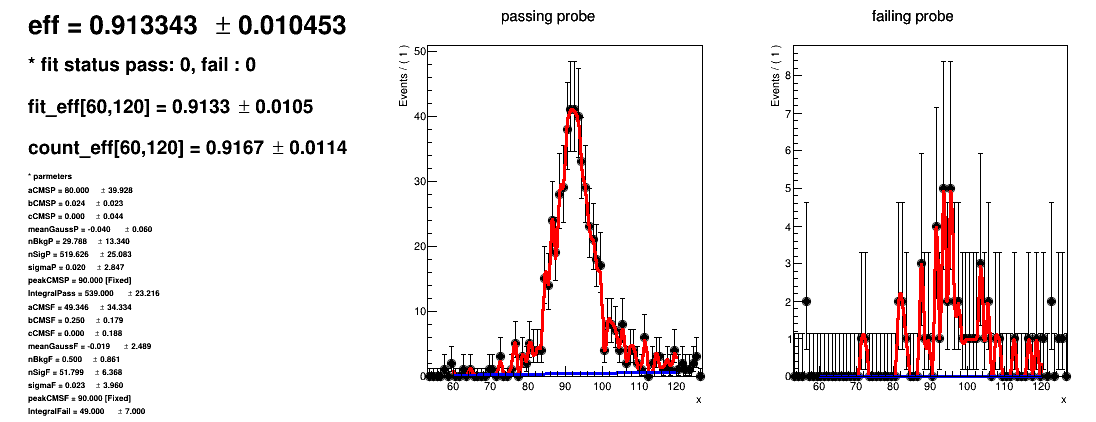 eff = 0.913343 ± 0.010453
* fit status pass: 0, fail : 0
fit_eff[60,120] = 0.9133 ± 0.0105
count_eff[60,120] = 0.9167 ± 0.0114
* parmeters
aCMSP = 80.000 ± 39.928
bCMSP = 0.024 ± 0.023
cCMSP = 0.000 ± 0.044
meanGaussP = -0.040 ± 0.060
nBkgP = 29.788 ± 13.340
nSigP = 519.626 ± 25.083
sigmaP = 0.020 ± 2.847
peakCMSP = 90.000 [Fixed]
IntegralPass = 539.000 ± 23.216
aCMSF = 49.346 ± 34.334
bCMSF = 0.250 ± 0.179
cCMSF = 0.000 ± 0.188
meanGaussF = -0.019 ± 2.489
nBkgF = 0.500 ± 0.861
nSigF = 51.799 ± 6.368
sigmaF = 0.023 ± 3.960
peakCMSF = 90.000 [Fixed]
IntegralFail = 49.000 ± 7.000
passing probe
Events / ( 1 )
50
40
30
20
10
0
60 70 80 90 100 110 120
x
failing probe
Events / ( 1 )
8
7
6
5
4
3
2
1
0
60 70 80 90 100 110 120
x